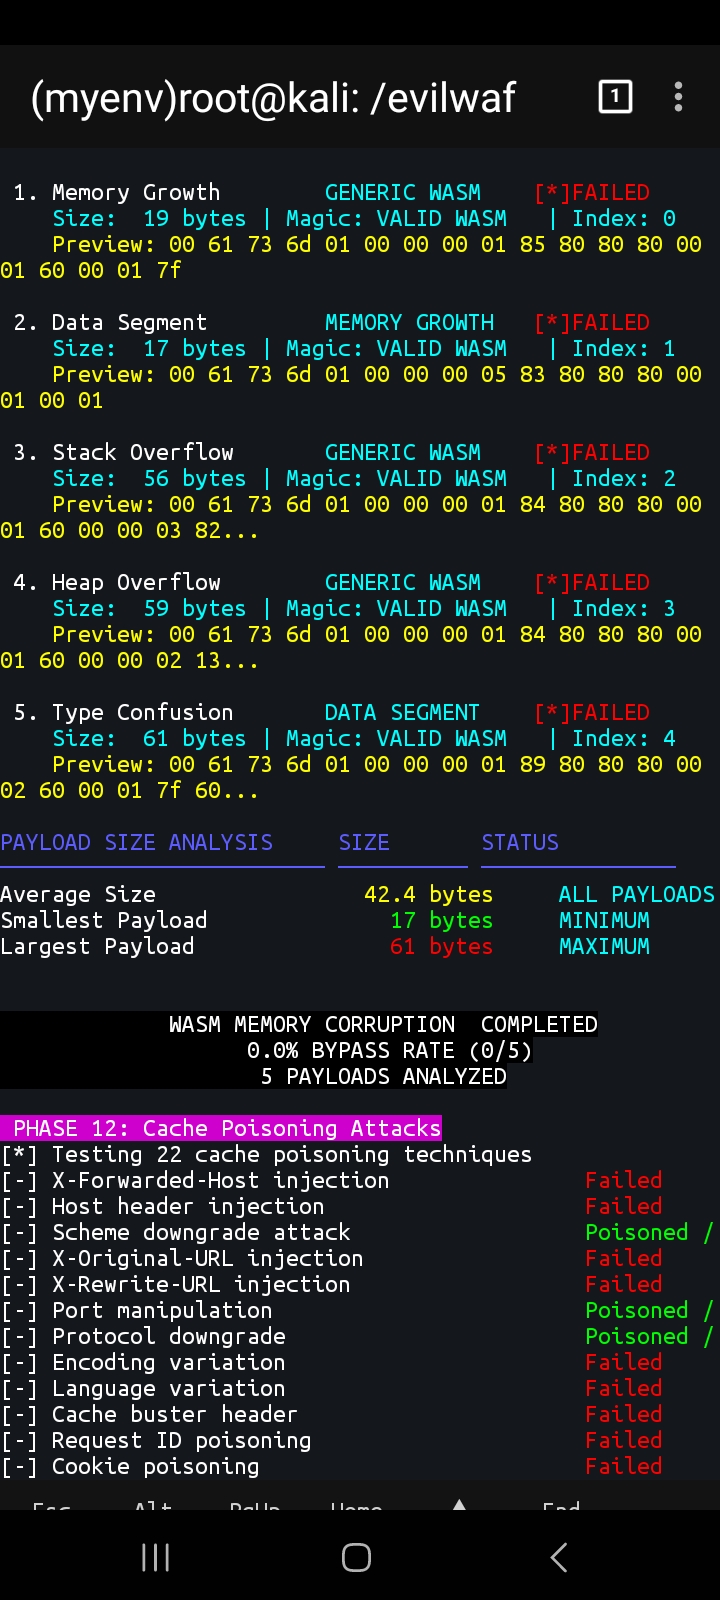 (myenv)root@kali: /evilwaf 1
1. Memory Growth GENERIC WASM [*]FAILED
Size: 19 bytes | Magic: VALID WASM | Index: 0
Preview: 00 61 73 6d 01 00 00 00 01 85 80 80 80 00
01 60 00 01 7f
2. Data Segment MEMORY GROWTH [*]FAILED
Size: 17 bytes | Magic: VALID WASM | Index: 1
Preview: 00 61 73 6d 01 00 00 00 05 83 80 80 80 00
01 00 01
3. Stack Overflow GENERIC WASM [*]FAILED
Size: 56 bytes | Magic: VALID WASM | Index: 2
Preview: 00 61 73 6d 01 00 00 00 01 84 80 80 80 00
01 60 00 00 03 82...
4. Heap Overflow GENERIC WASM [*]FAILED
Size: 59 bytes | Magic: VALID WASM | Index: 3
Preview: 00 61 73 6d 01 00 00 00 01 84 80 80 80 00
01 60 00 00 02 13...
5. Type Confusion DATA SEGMENT [*]FAILED
Size: 61 bytes | Magic: VALID WASM | Index: 4
Preview: 00 61 73 6d 01 00 00 00 01 89 80 80 80 00
02 60 00 01 7f 60...
PAYLOAD SIZE ANALYSIS SIZE STATUS
Average Size 42.4 bytes ALL PAYLOADS
Smallest Payload 17 bytes MINIMUM
Largest Payload 61 bytes MAXIMUM
WASM MEMORY CORRUPTION COMPLETED
0.0% BYPASS RATE (0/5)
5 PAYLOADS ANALYZED
PHASE 12: Cache Poisoning Attacks
[*] Testing 22 cache poisoning techniques
[-] X-Forwarded-Host injection Failed
[-] Host header injection Failed
[-] Scheme downgrade attack Poisoned /
[-] X-Original-URL injection Failed
[-] X-Rewrite-URL injection Failed
[-] Port manipulation Poisoned /
[-] Protocol downgrade Poisoned /
[-] Encoding variation Failed
[-] Language variation Failed
[-] Cache buster header Failed
[-] Request ID poisoning Failed
[-] Cookie poisoning Failed
Esc Alt PgUp Home ▲ End